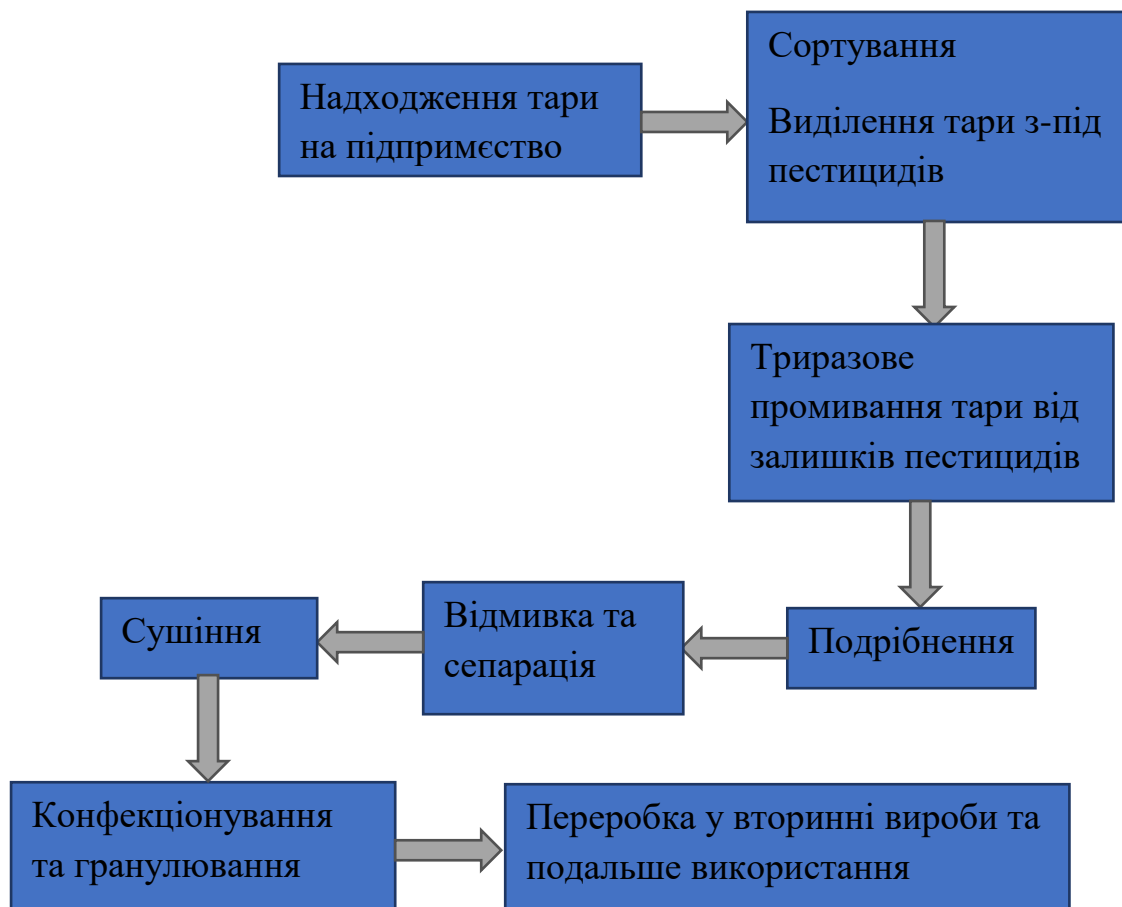 Надходження тари
на підпримєство
Сортування
Виділення тари з-під
пестицидів
Триразове
промивання тари від
залишків пестицидів
Подрібнення
Відмивка та
сепарація
Сушіння
Конфекціонування
та гранулювання
Переробка у вторинні вироби та
подальше використання